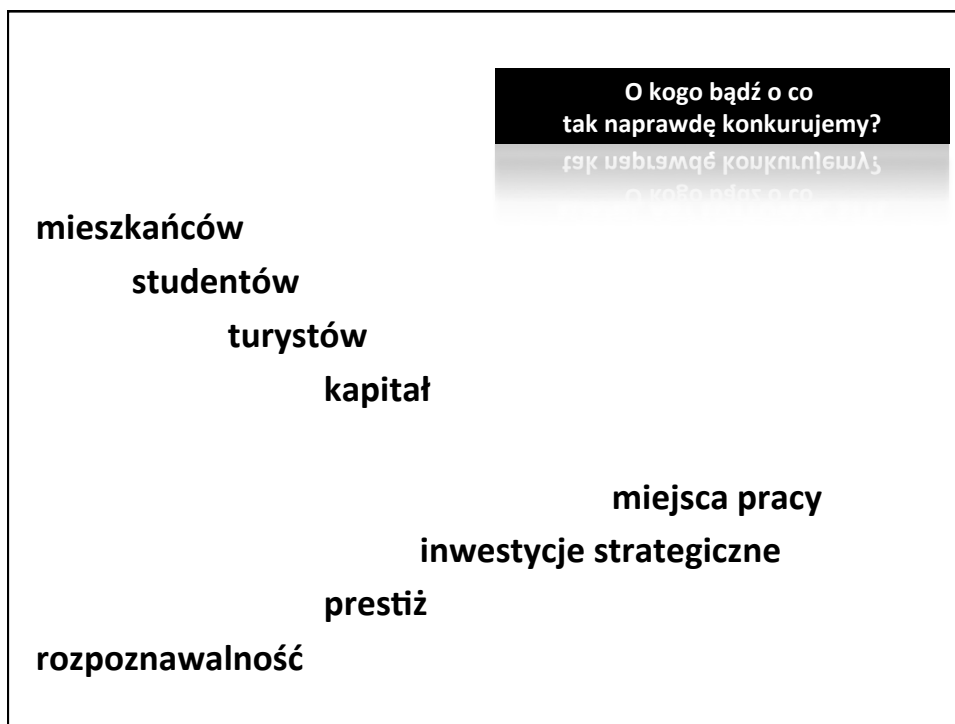 O kogo bądź o co
tak naprawdę konkurujemy?
mieszkańców
studentów
turystów
kapitał
miejsca pracy
inwestycje strategiczne
prestiż
rozpoznawalność